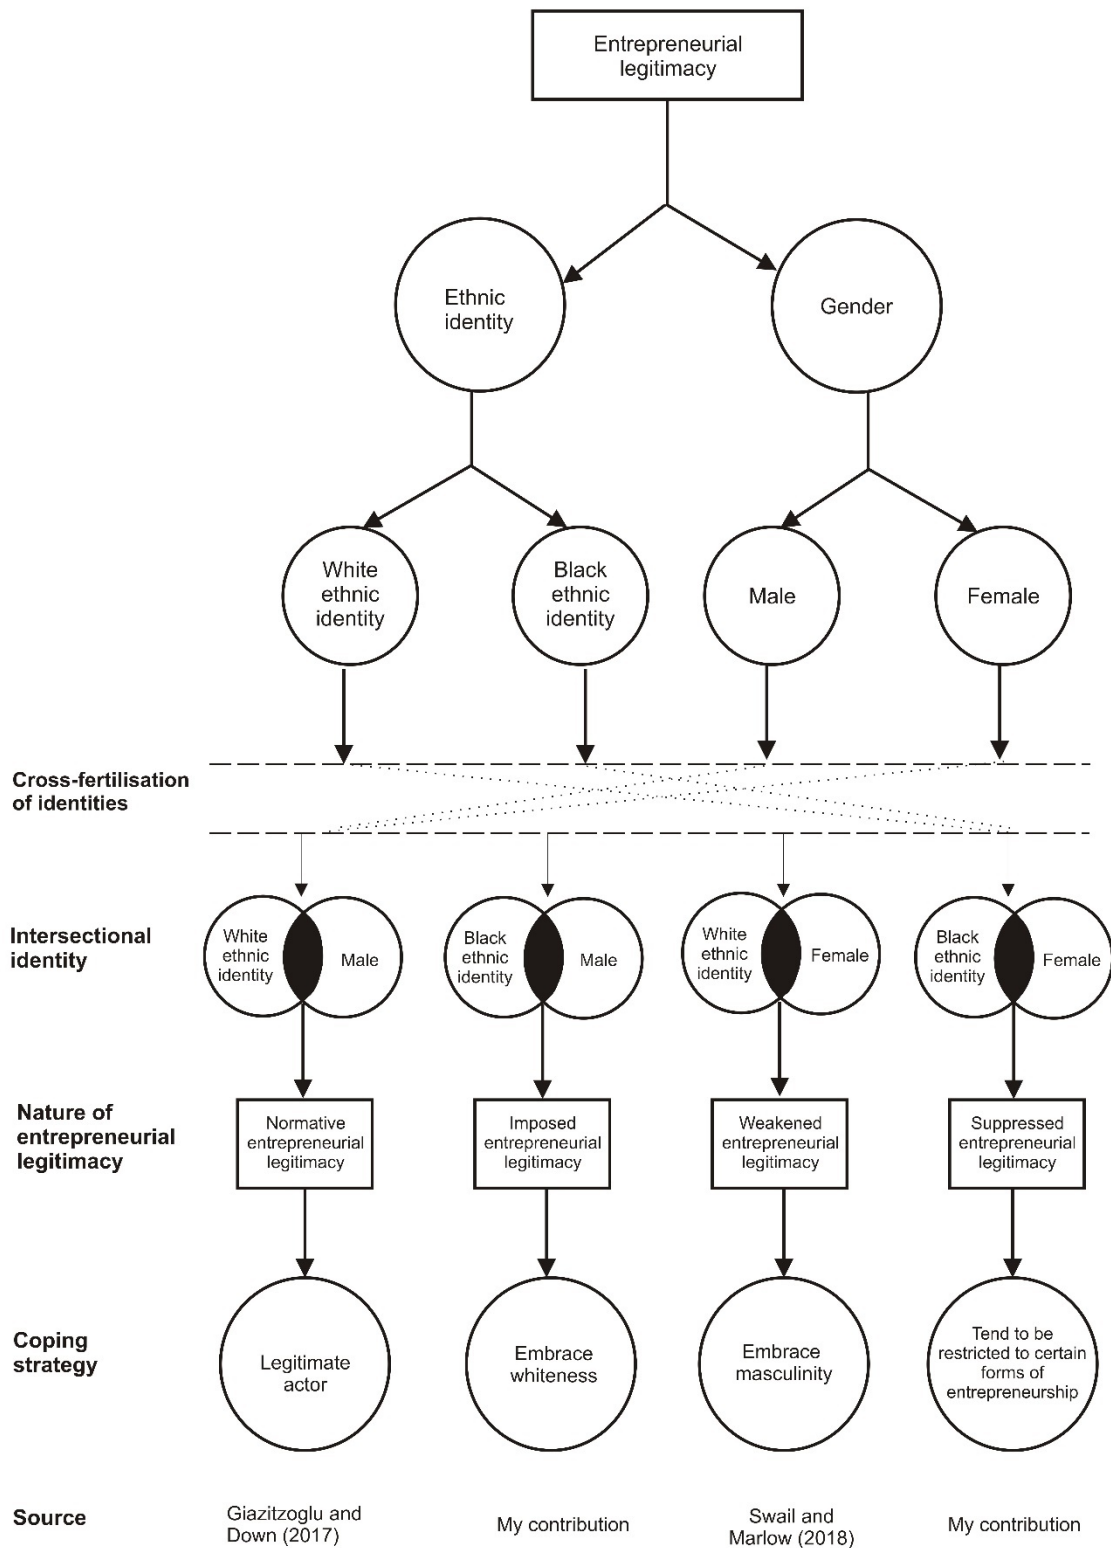 Entrepreneurial
legitimacy
Ethnic
identity
Gender
White
ethnic
identity
Black
ethnic
identity
Male
Female
Cross-fertilisation
of identities
Intersectional
identity
White
ethnic
identity
Male
Black
ethnic
identity
Male
White
ethnic
identity
Female
Black
ethnic
identity
Female
Nature of
entrepreneurial
legitimacy
Normative
entrepreneurial
legitimacy
Imposed
entrepreneurial
legitimacy
Weakened
entrepreneurial
legitimacy
Suppressed
entrepreneurial
legitimacy
Coping
strategy
Legitimate
actor
Embrace
whiteness
Embrace
masculinity
Tend to be
restricted to certain
forms of
entrepreneurship
Source
Giazitzoglu and
Down (2017)
My contribution
Swail and
Marlow (2018)
My contribution